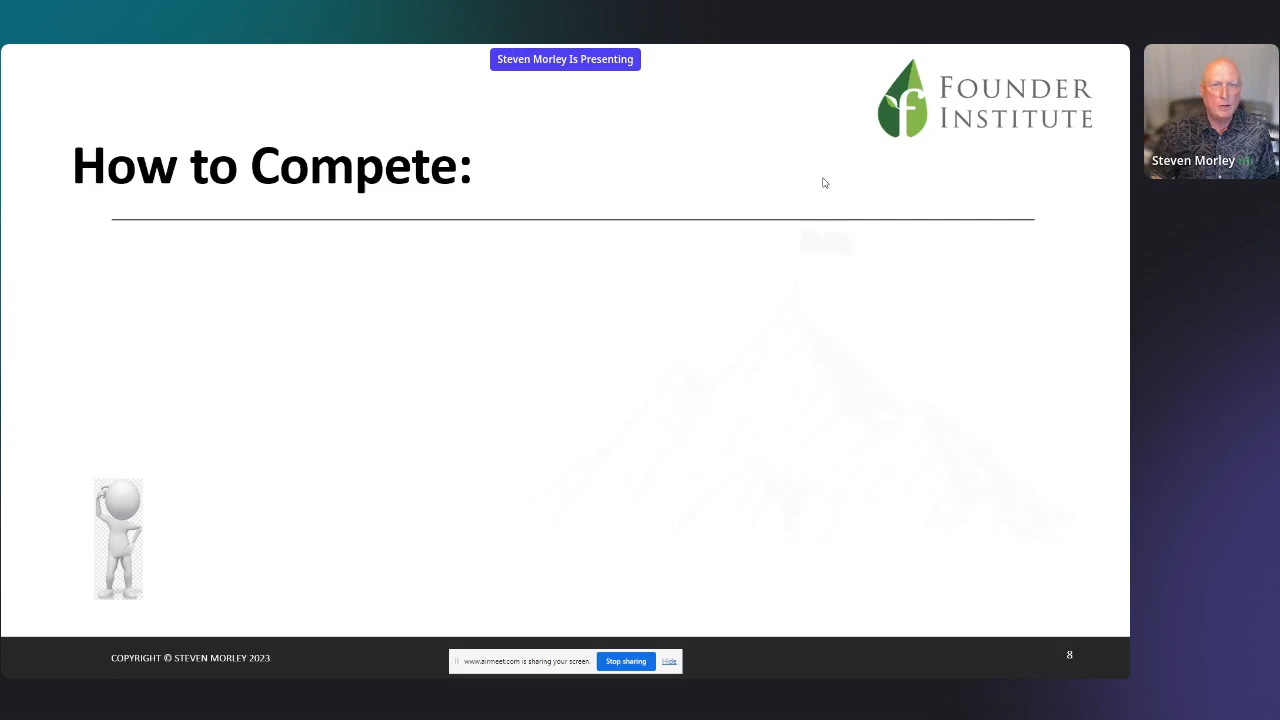 Steven Morley Is Presenting
FOUNDER
INSTITUTE
How to Compete:
Steven Morley
COPYRIGHT © STEVEN MORLEY 2023
www.airmeet.com is sharing your screen.
Stop sharing
Hide
8